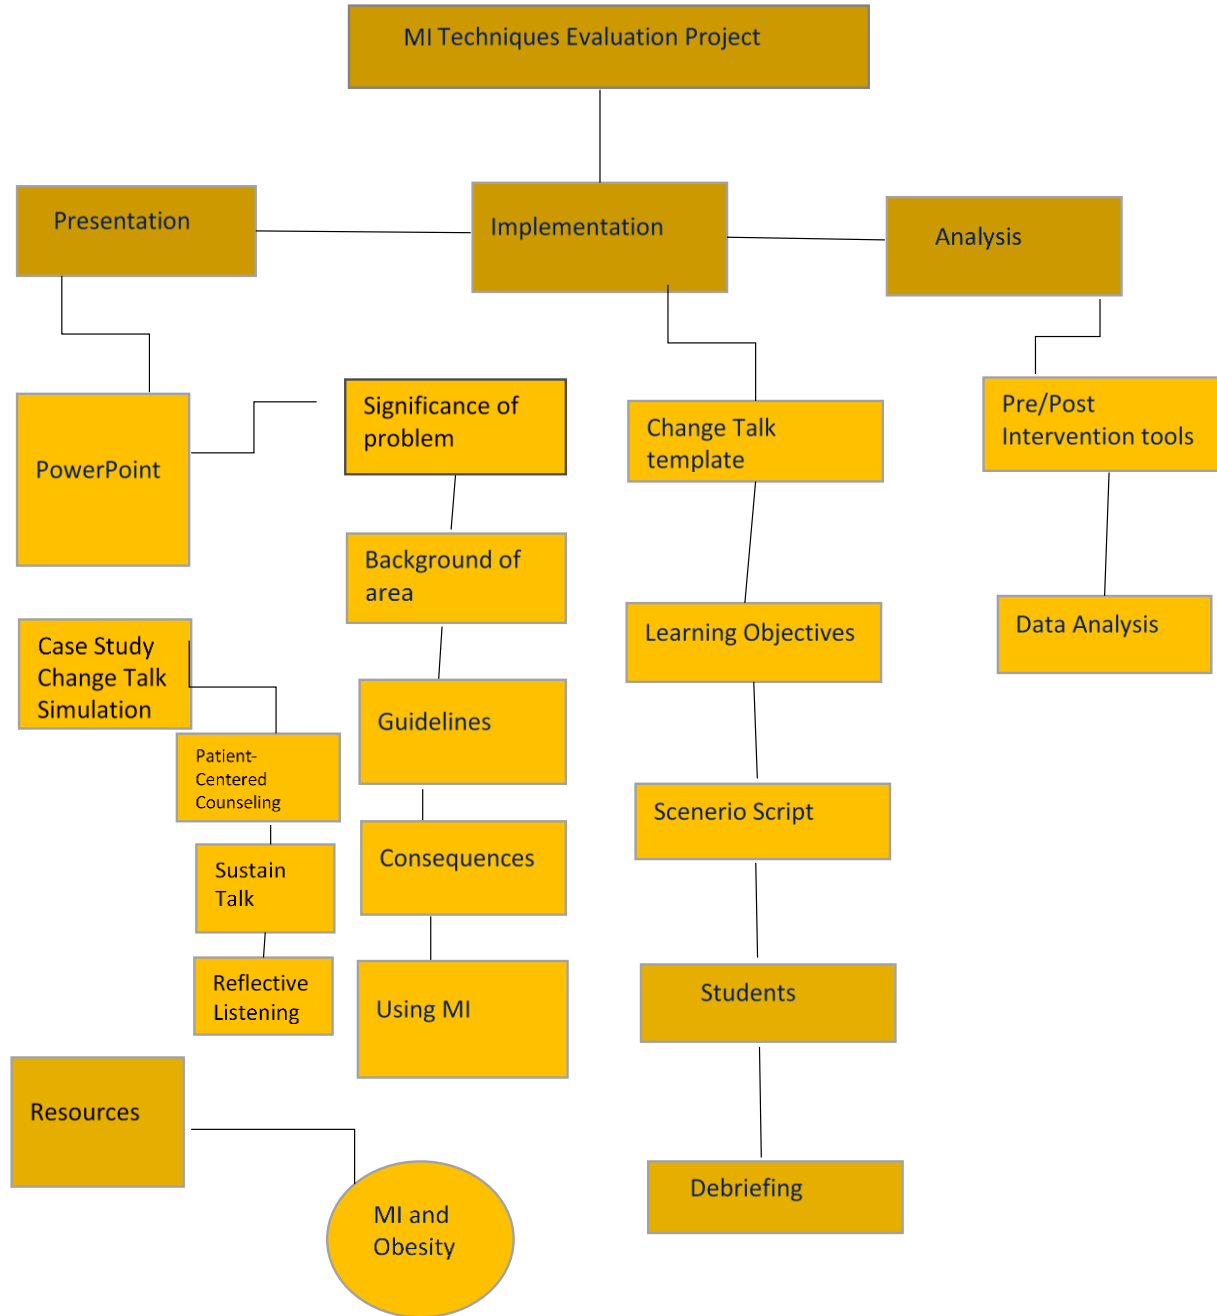 MI Techniques Evaluation Project
Presentation
Implementation
Analysis
PowerPoint
Significance of
problem
Background of
area
Guidelines
Consequences
Using MI
Case Study
Change Talk
Simulation
Patient-
Centered
Counseling
Sustain
Talk
Reflective
Listening
Resources
MI and
Obesity
Change Talk
template
Learning Objectives
Scenerio Script
Students
Debriefing
Pre/Post
Intervention tools
Data Analysis